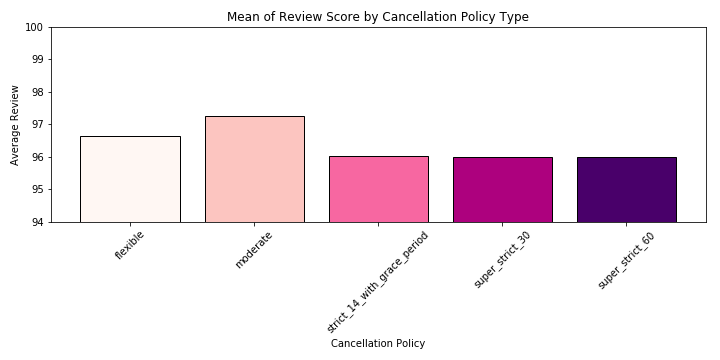 Mean of Review Score by Cancellation Policy Type
100
99
98
97
96
95
94
Average Review
flexible
moderate
strict_14_with_grace_period
super_strict_30
super_strict_60
Cancellation Policy